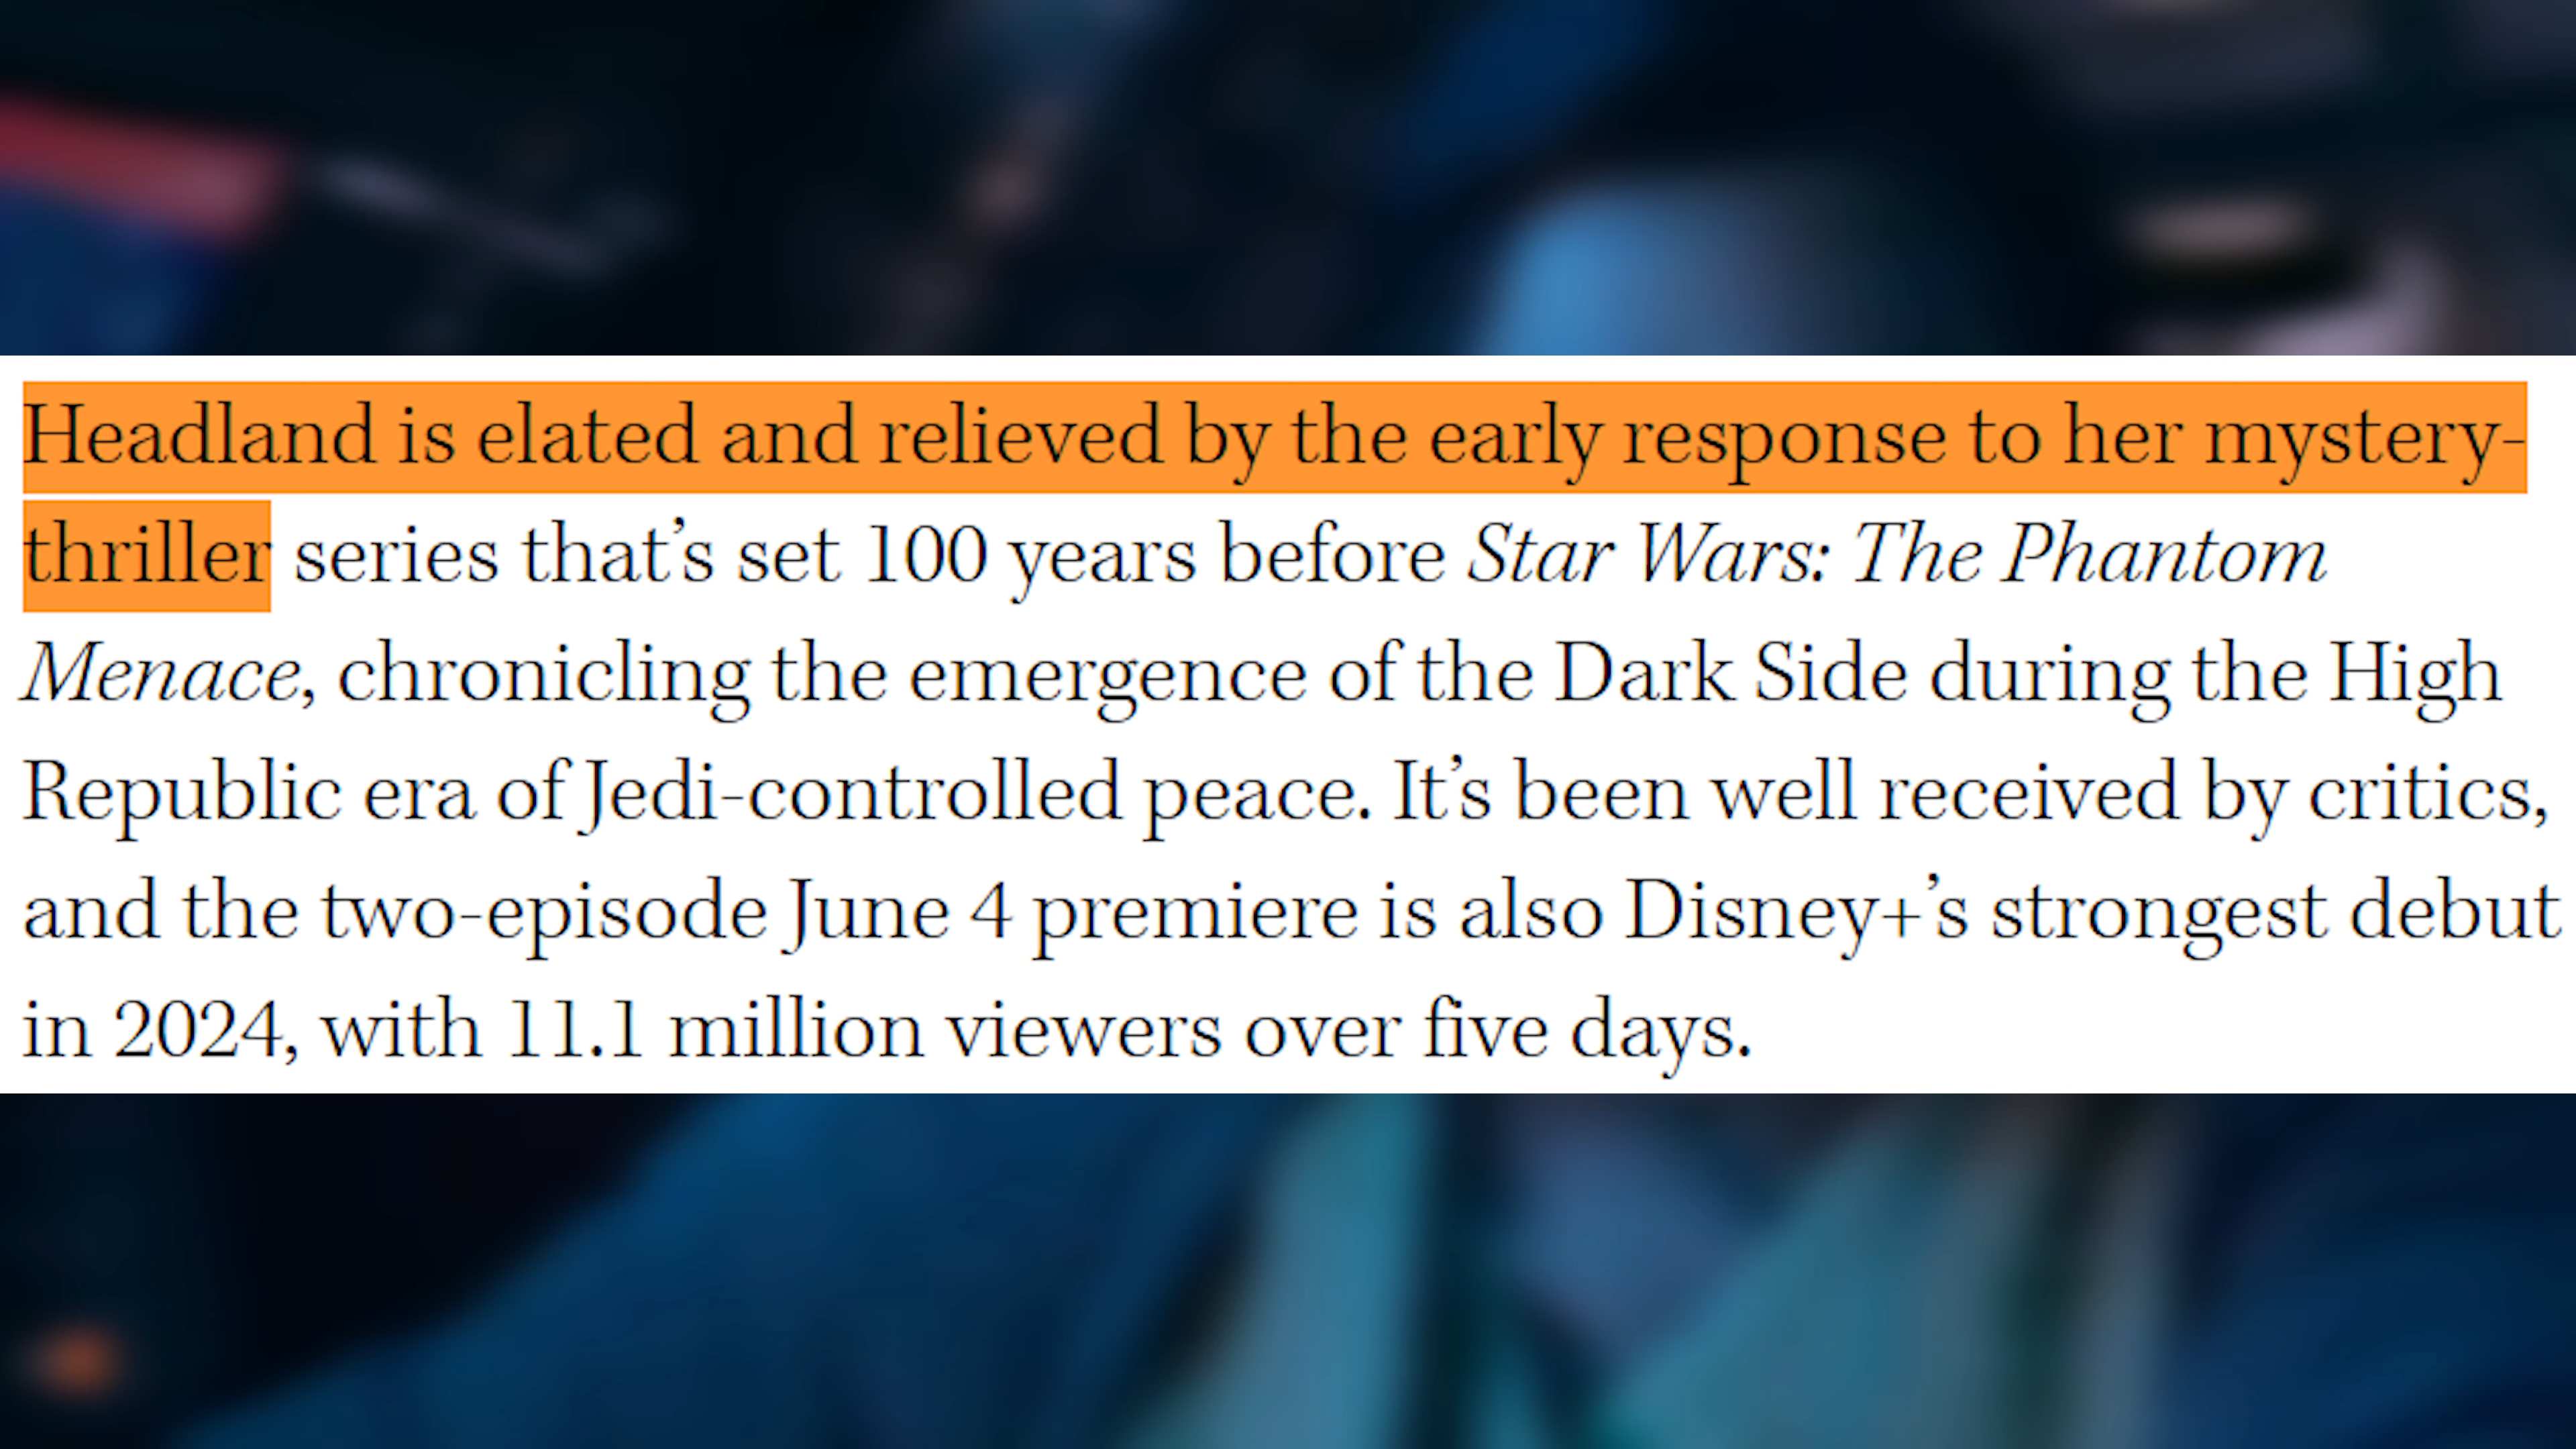 Headland is elated and relieved by the early response to her mystery-
thriller series that’s set 100 years before Star Wars: The Phantom
Menace, chronicling the emergence of the Dark Side during the High
Republic era of Jedi-controlled peace. It’s been well received by critics,
and the two-episode June 4 premiere is also Disney+’s strongest debut
in 2024, with 11.1 million viewers over five days.